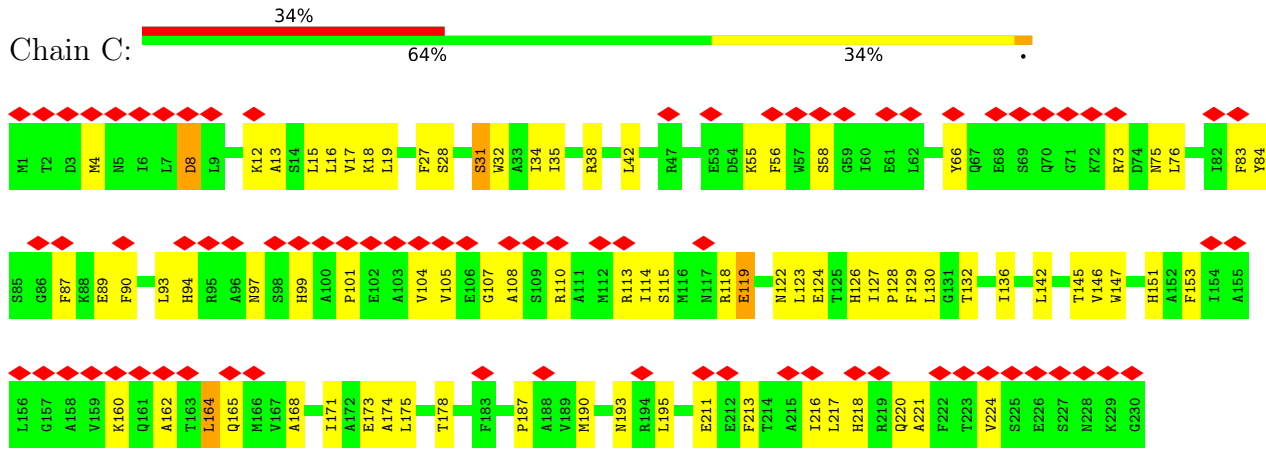 34%
Chain C:
64% 34% .
M1 T2 D3 M4 N5 I6 L7 D8 L9 K12 A13 S14 L15 L16 V17 K18 L19 F27 S28 S31 W32 A33 I34 I35 R38 L42 R47 E53 D54 K55 F56 W57 S58 G59 I60 E61 L62 Y66 Q67 E68 S69 Q70 G71 K72 R73 D74 N75 L76 I82 F83 Y84
S85 G86 F87 K88 E89 F90 L93 H94 R95 A96 N97 S98 H99 A100 P101 E102 A103 V104 V105 E106 G107 A108 S109 R110 A111 M112 R113 I114 S115 M116 N117 R118 E119 N122 L123 E124 T125 H126 I127 P128 F129 L130 G131 T132 I136 L142 T145 V146 W147 H151 A152 F153 I154 A155
L156 G157 A158 V159 K160 Q161 A162 T163 L164 Q165 M166 V167 A168 I171 A172 E173 A174 L175 T178 F183 P187 A188 V189 M190 N193 R194 L195 E211 E212 F213 T214 A215 I216 L217 H218 R219 Q220 A221 F222 T223 V224 S225 E226 S227 N228 K229 G230